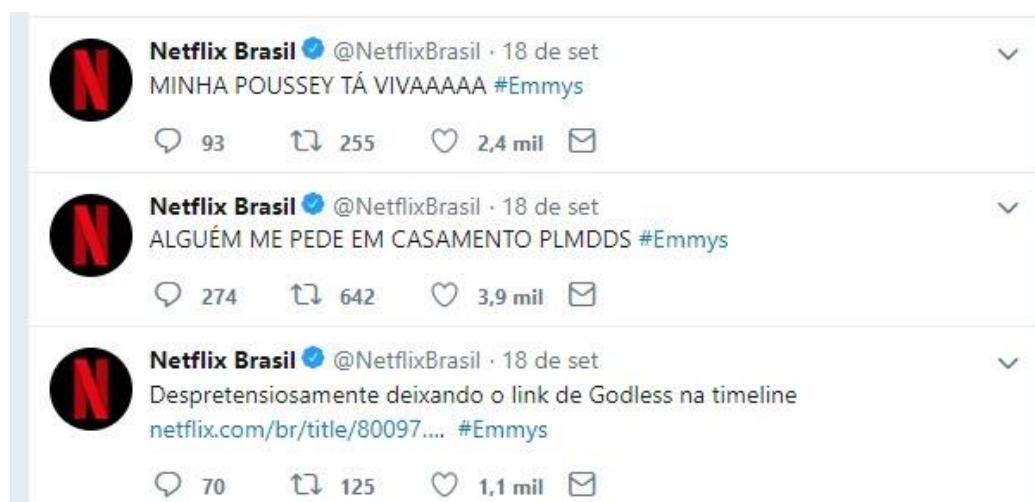 Netflix Brasil @NetflixBrasil · 18 de set
MINHA POUSSEY TÁ VIVAAAAA #Emmys
93 255 2,4 mil
N
Netflix Brasil @NetflixBrasil · 18 de set
ALGUÉM ME PEDE EM CASAMENTO PLMDDS #Emmys
274 642 3,9 mil
N
Netflix Brasil @NetflixBrasil · 18 de set
Despretensiosamente deixando o link de Godless na timeline
netflix.com/br/title/80097.... #Emmys
70 125 1,1 mil
N